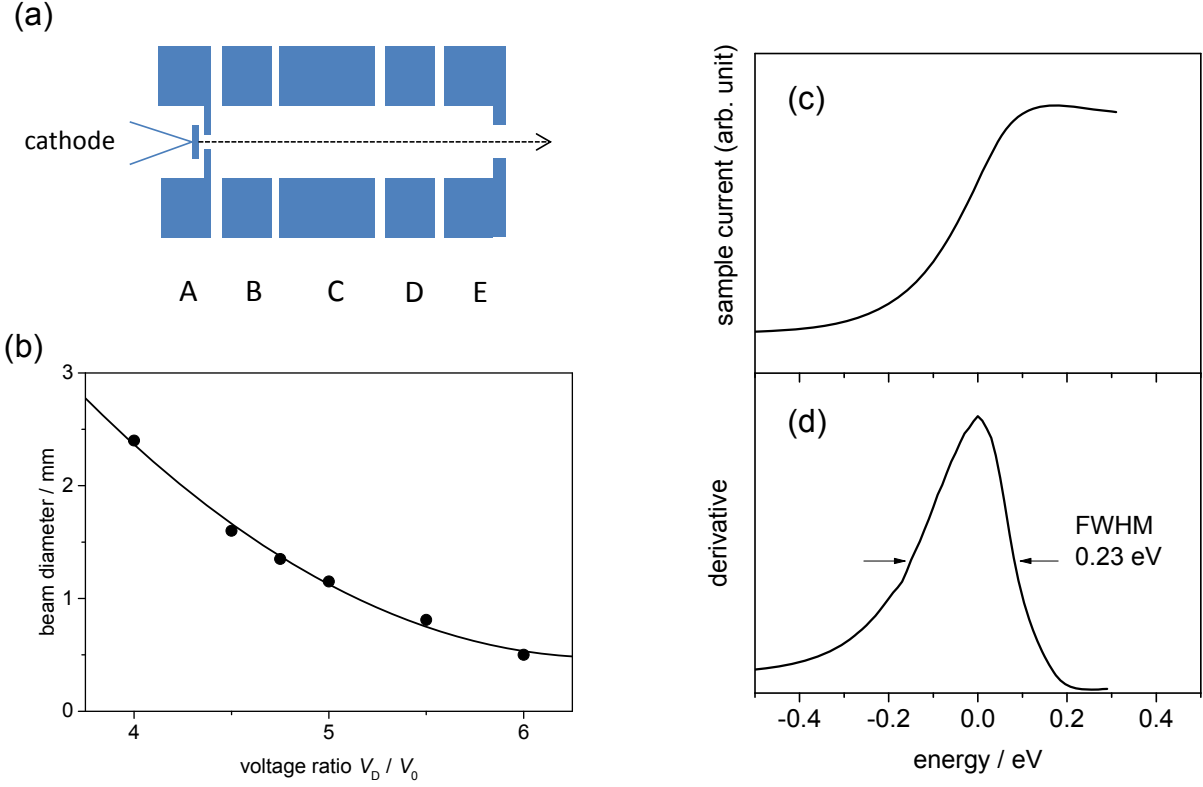 (a)
cathode
A B C D E
(b)
3
2
1
0
beam diameter / mm
4 5 6
voltage ratio V_D / V_0
(c)
sample current (arb. unit)
(d)
derivative
FWHM
0.23 eV
-0.4 -0.2 0.0 0.2 0.4
energy / eV